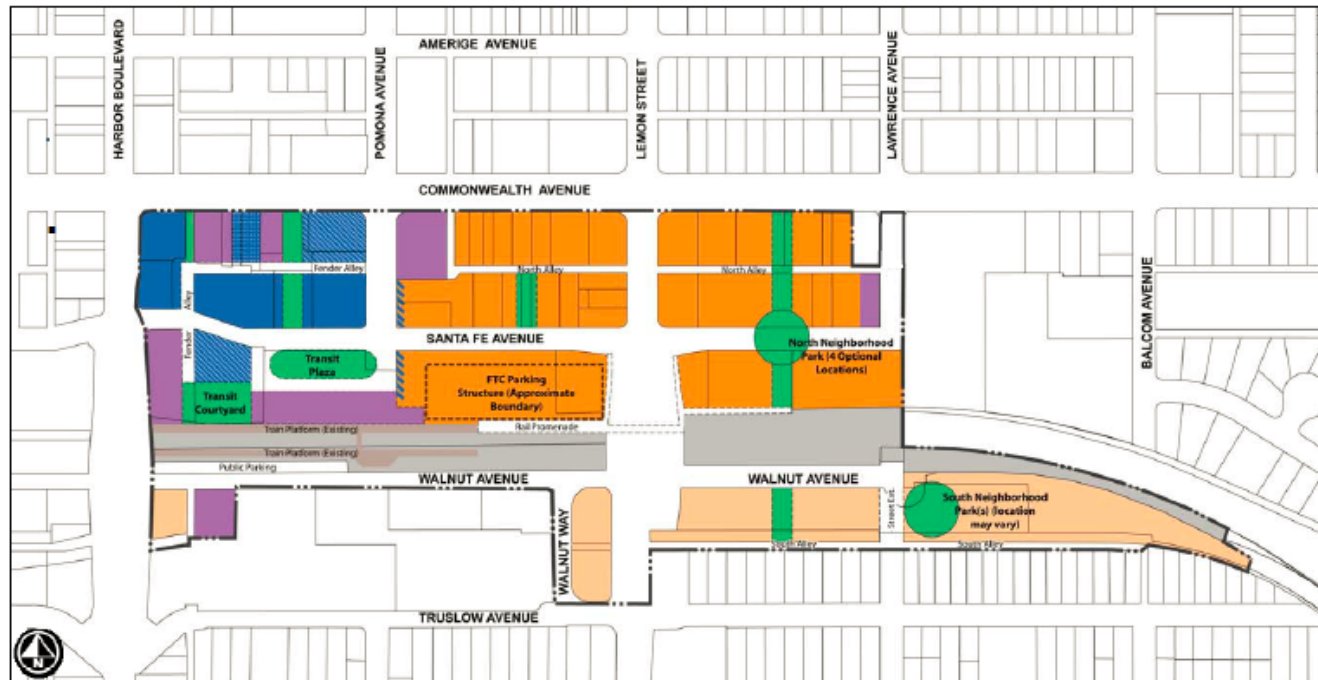 AMERIGE AVENUE
HARBOR BOULEVARD
POMONA AVENUE
LEMON STREET
LAWRENCE AVENUE
COMMONWEALTH AVENUE
Fender Alley
North Alley
North Alley
BALCOM AVENUE
Fender
Alley
SANTA FE AVENUE
North Neighborhood
Park (4 Optional
Locations)
Transit
Plaza
FTC Parking
Structure (Approximate
Boundary)
Transit
Courtyard
Train Platform (Existing)
Rail Promenade
Train Platform (Existing)
Public Parking
WALNUT AVENUE
WALNUT AVENUE
South Neighborhood
Park(s) (location
may vary)
Street Ext.
WALNUT WAY
South Alley
South Alley
TRUSLOW AVENUE
N